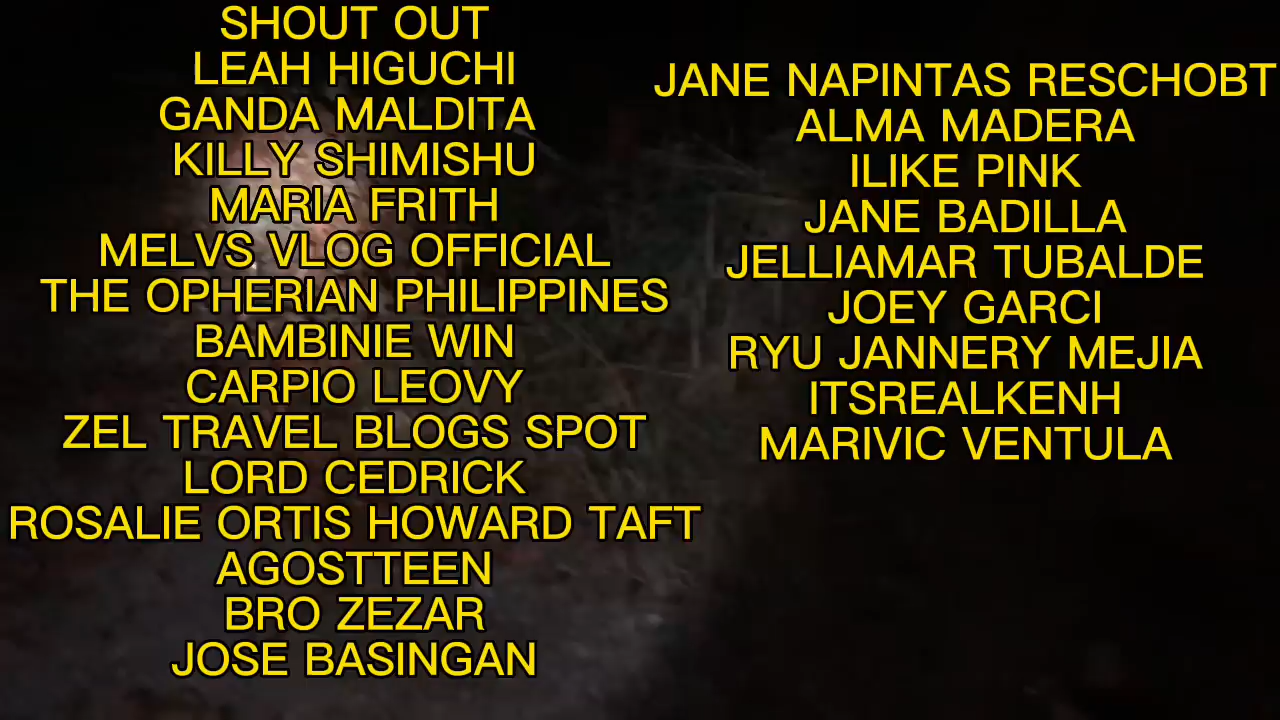 SHOUT OUT
LEAH HIGUCHI
GANDA MALDITA
KILLY SHIMISHU
MARIA FRITH
MELVS VLOG OFFICIAL
THE OPHERIAN PHILIPPINES
BAMBINIE WIN
CARPIO LEOVY
ZEL TRAVEL BLOGS SPOT
LORD CEDRICK
ROSALIE ORTIS HOWARD TAFT
AGOSTTEEN
BRO ZEZAR
JOSE BASINGAN
JANE NAPINTAS RESCHOBT
ALMA MADERA
ILIKE PINK
JANE BADILLA
JELLIAMAR TUBALDE
JOEY GARCI
RYU JANNERY MEJIA
ITSREALKENH
MARIVIC VENTULA